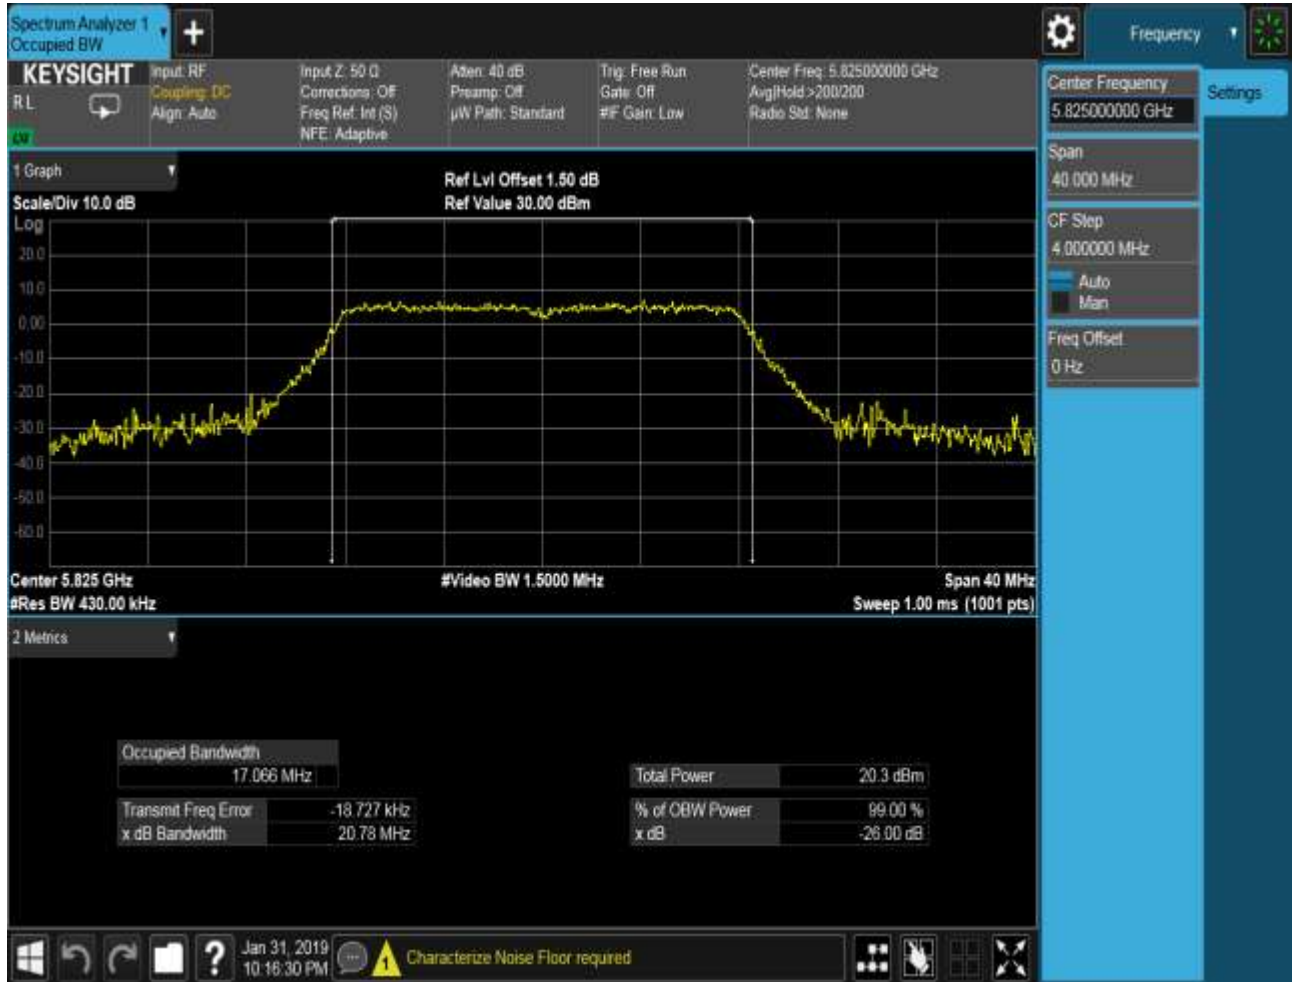 Spectrum Analyzer 1
Occupied BW
+
Frequency
KEYSIGHT
R L
Input: RF
Coupling: DC
Align: Auto
Input Z: 50 Ω
Corrections: Off
Freq Ref: Int (S)
NFE: Adaptive
Atten: 40 dB
Preamp: Off
µW Path: Standard
Trig: Free Run
Gate: Off
#IF Gain: Low
Center Freq: 5.825000000 GHz
Avg|Hold:>200/200
Radio Std: None
Center Frequency
5.825000000 GHz
Settings
Span
40.000 MHz
CF Step
4.000000 MHz
Auto
Man
Freq Offset
0 Hz
1 Graph
Scale/Div 10.0 dB
Ref Lvl Offset 1.50 dB
Ref Value 30.00 dBm
Log
20.0
10.0
0.00
-10.0
-20.0
-30.0
-40.0
-50.0
-60.0
Center 5.825 GHz
#Video BW 1.5000 MHz
Span 40 MHz
#Res BW 430.00 kHz
Sweep 1.00 ms (1001 pts)
2 Metrics
Occupied Bandwidth
17.066 MHz
Total Power 20.3 dBm
Transmit Freq Error -18.727 kHz
% of OBW Power 99.00 %
x dB Bandwidth 20.78 MHz
x dB -26.00 dB
?
Jan 31, 2019
10:16:30 PM
1
Characterize Noise Floor required